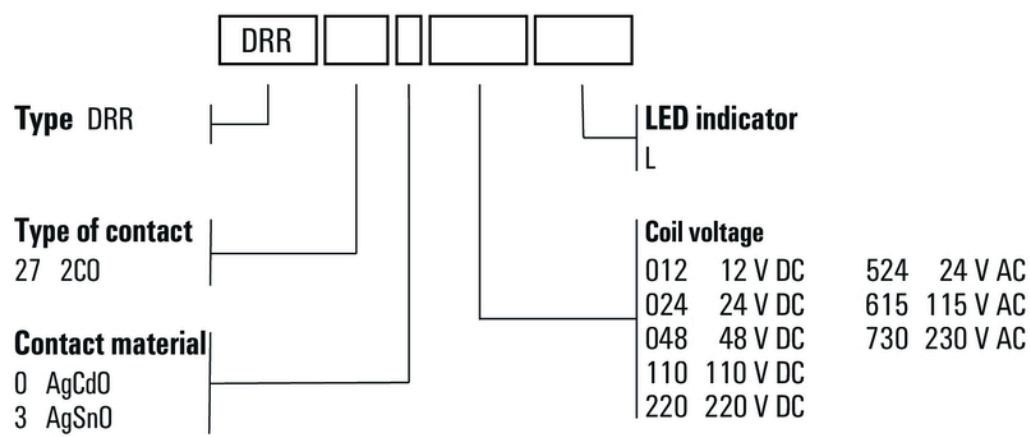 DRR
Type DRR
LED indicator
L
Type of contact
27 2CO
Contact material
0 AgCdO
3 AgSnO
Coil voltage
012 12 V DC 524 24 V AC
024 24 V DC 615 115 V AC
048 48 V DC 730 230 V AC
110 110 V DC
220 220 V DC